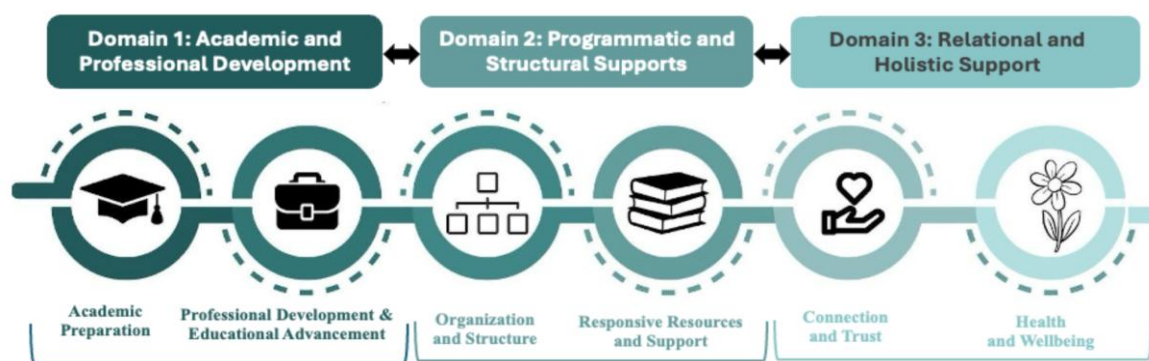 Domain 1: Academic and
Professional Development
Domain 2: Programmatic and
Structural Supports
Domain 3: Relational and
Holistic Support
Academic
Preparation
Professional Development &
Educational Advancement
Organization
and Structure
Responsive Resources
and Support
Connection
and Trust
Health
and Wellbeing